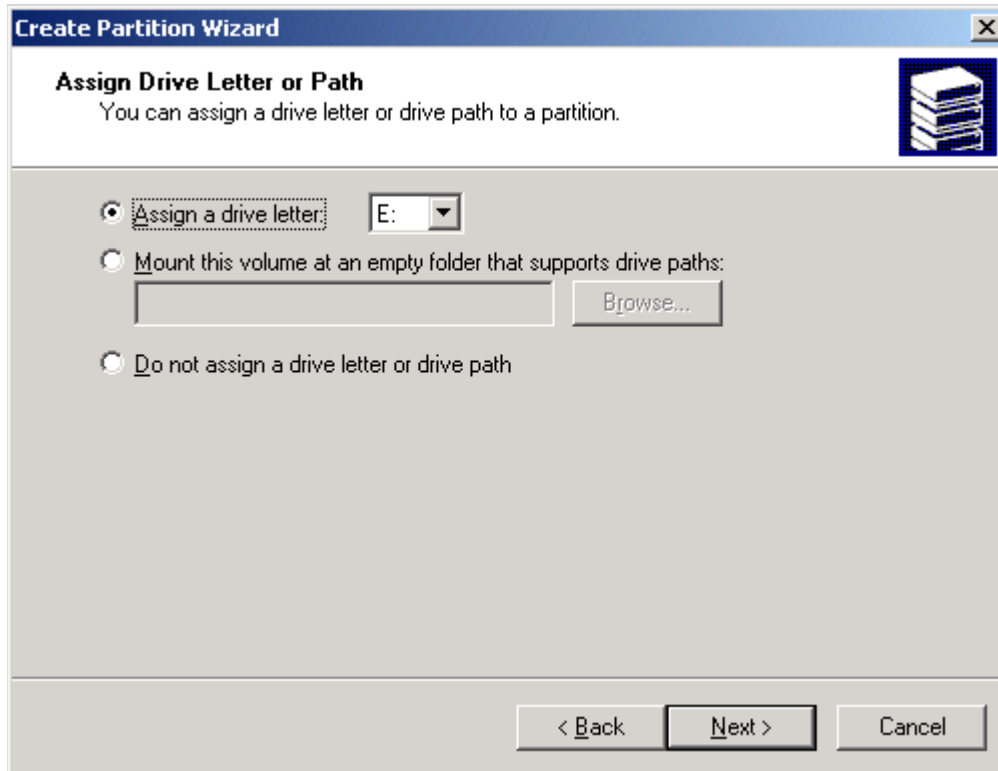 Create Partition Wizard
Assign Drive Letter or Path
You can assign a drive letter or drive path to a partition.
Assign a drive letter: E:
Mount this volume at an empty folder that supports drive paths:
Browse...
Do not assign a drive letter or drive path
< Back Next > Cancel